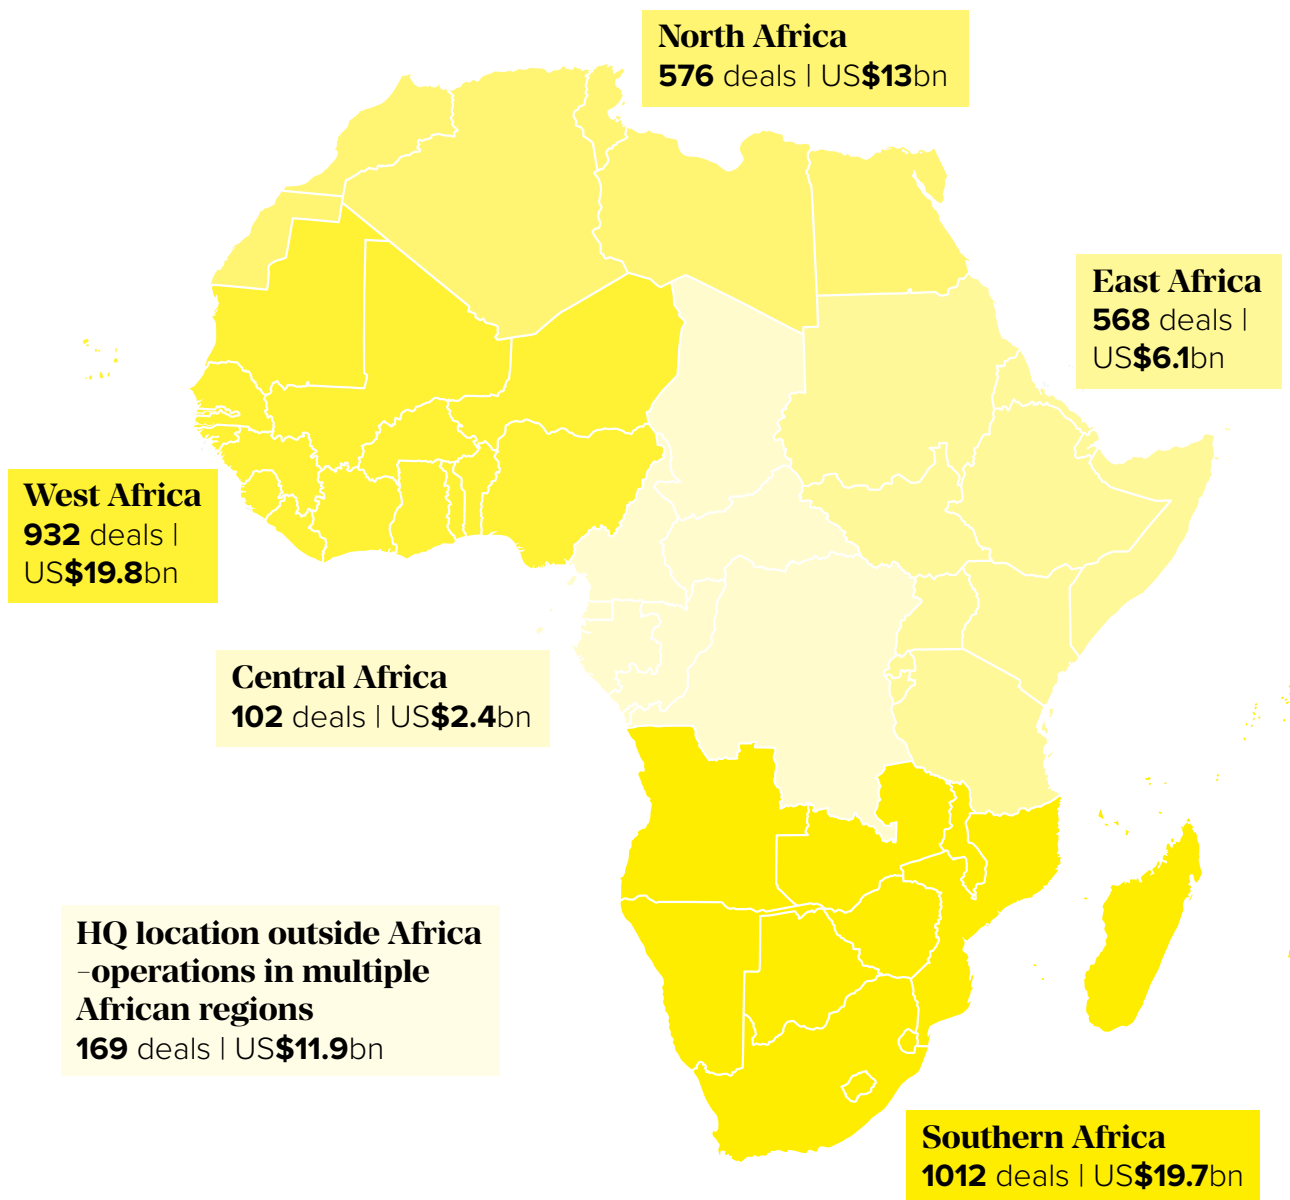 North Africa
576 deals | US$13bn
East Africa
568 deals |
US$6.1bn
West Africa
932 deals |
US$19.8bn
Central Africa
102 deals | US$2.4bn
HQ location outside Africa
–operations in multiple
African regions
169 deals | US$11.9bn
Southern Africa
1012 deals | US$19.7bn